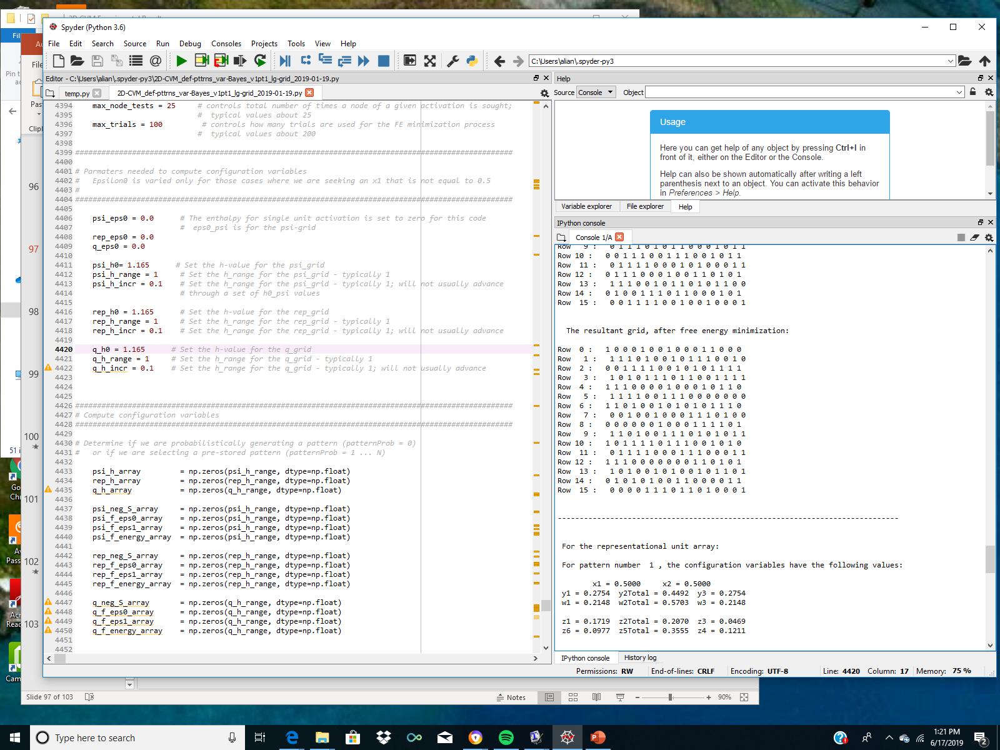 Spyder (Python 3.6)
File Edit Search Source Run Debug Consoles Projects Tools View Help
C:\Users\alian\.spyder-py3
Editor - C:\Users\alian\.spyder-py3\2D-CVM_def-pttrns_var-Bayes_v1pt1_lg-grid_2019-01-19.py
temp.py
2D-CVM_def-pttrns_var-Bayes_v1pt1_lg-grid_2019-01-19.py
4394 max_node_tests = 25 # controls total number of times a node of a given activation is sought;
4395 # typical values about 25
4396 max_trials = 100 # controls how many trials are used for the FE minimization process
4397 # typical values about 200
4398
4399 ####################################################################################################
4400
4401 # Parmaters needed to compute configuration variables
4402 # Epsilon0 is varied only for those cases where we are seeking an x1 that is not equal to 0.5
4403 #
4404 ####################################################################################################
4405
4406 psi_eps0 = 0.0 # The enthalpy for single unit activation is set to zero for this code
4407 # eps0_psi is for the psi-grid
4408 rep_eps0 = 0.0
4409 q_eps0 = 0.0
4410
4411 psi_h0= 1.165 # Set the h-value for the psi_grid
4412 psi_h_range = 1 # Set the h_range for the psi_grid - typically 1
4413 psi_h_incr = 0.1 # Set the h_range for the psi_grid - typically 1; will not usually advance
4414 # through a set of h0_psi values
4415
4416 rep_h0 = 1.165 # Set the h-value for the rep_grid
4417 rep_h_range = 1 # Set the h_range for the rep_grid - typically 1
4418 rep_h_incr = 0.1 # Set the h_range for the rep_grid - typically 1; will not usually advance
4419
4420 q_h0 = 1.165 # Set the h-value for the q_grid
4421 q_h_range = 1 # Set the h_range for the q_grid - typically 1
4422 q_h_incr = 0.1 # Set the h_range for the q_grid - typically 1; will not usually advance
4423
4424
4425
4426 ####################################################################################################
4427 # Compute configuration variables
4428 ####################################################################################################
4429
4430 # Determine if we are probabilistically generating a pattern (patternProb = 0)
4431 # or if we are selecting a pre-stored pattern (patternProb = 1 ... N)
4432
4433 psi_h_array = np.zeros(psi_h_range, dtype=np.float)
4434 rep_h_array = np.zeros(rep_h_range, dtype=np.float)
4435 q_h_array = np.zeros(q_h_range, dtype=np.float)
4436
4437 psi_neg_S_array = np.zeros(psi_h_range, dtype=np.float)
4438 psi_f_eps0_array = np.zeros(psi_h_range, dtype=np.float)
4439 psi_f_eps1_array = np.zeros(psi_h_range, dtype=np.float)
4440 psi_f_energy_array = np.zeros(psi_h_range, dtype=np.float)
4441
4442 rep_neg_S_array = np.zeros(rep_h_range, dtype=np.float)
4443 rep_f_eps0_array = np.zeros(rep_h_range, dtype=np.float)
4444 rep_f_eps1_array = np.zeros(rep_h_range, dtype=np.float)
4445 rep_f_energy_array = np.zeros(rep_h_range, dtype=np.float)
4446
4447 q_neg_S_array = np.zeros(q_h_range, dtype=np.float)
4448 q_f_eps0_array = np.zeros(q_h_range, dtype=np.float)
4449 q_f_eps1_array = np.zeros(q_h_range, dtype=np.float)
4450 q_f_energy_array = np.zeros(q_h_range, dtype=np.float)
4451
4452
Help
Source Console Object
Usage
Here you can get help of any object by pressing Ctrl+I in
front of it, either on the Editor or the Console.
Help can also be shown automatically after writing a left
parenthesis next to an object. You can activate this behavior
in Preferences > Help.
Variable explorer File explorer Help
IPython console
Console 1/A
Row 9 : 0 1 1 1 0 1 0 1 1 0 0 0 1 0 1 1
Row 10 : 0 0 1 1 1 0 0 1 1 1 0 0 1 0 1 1
Row 11 : 0 1 1 1 1 0 0 0 1 0 1 0 0 0 1 1
Row 12 : 0 1 1 1 0 0 0 1 0 0 1 1 0 1 0 1
Row 13 : 1 1 1 0 0 1 0 1 1 0 1 0 1 1 0 0
Row 14 : 0 1 0 0 1 1 1 0 1 1 0 0 0 1 0 1
Row 15 : 0 0 1 1 1 1 0 0 1 0 0 1 0 0 0 1
The resultant grid, after free energy minimization:
Row 0 : 1 0 0 0 1 0 0 1 0 0 0 1 1 0 0 0
Row 1 : 1 1 1 0 1 0 0 1 0 1 1 1 0 0 1 0
Row 2 : 0 0 1 1 1 1 0 0 1 0 1 0 1 1 1 1
Row 3 : 1 0 1 0 1 1 1 0 1 1 0 0 1 1 1 1
Row 4 : 1 1 1 0 0 0 0 1 0 0 0 1 0 1 1 0
Row 5 : 1 1 1 1 0 0 1 1 1 0 0 0 0 0 0 0
Row 6 : 1 1 0 1 0 0 1 0 1 0 1 0 1 1 1 0
Row 7 : 0 0 1 0 0 1 0 0 0 1 1 1 0 1 0 0
Row 8 : 0 0 0 0 0 0 1 0 0 0 1 1 1 1 0 1
Row 9 : 1 1 0 1 0 0 1 1 1 0 1 0 1 0 1 1
Row 10 : 1 0 1 0 1 1 1 0 1 1 1 0 0 1 0 1 0
Row 11 : 0 1 1 1 1 0 0 0 1 1 0 0 0 0 1 1
Row 12 : 1 1 1 0 0 0 0 0 0 0 1 1 0 1 0 1
Row 13 : 1 0 1 0 0 1 0 1 0 0 1 0 1 1 0 1
Row 14 : 0 1 0 1 0 1 0 0 1 1 0 0 0 0 1 1
Row 15 : 0 0 0 0 1 1 1 0 1 1 0 1 0 0 0 1
------------------------------------------------------------------------------
For the representational unit array:
For pattern number 1 , the configuration variables have the following values:
x1 = 0.5000 x2 = 0.5000
y1 = 0.2754 y2Total = 0.4492 y3 = 0.2754
w1 = 0.2148 w2Total = 0.5703 w3 = 0.2148
z1 = 0.1719 z2Total = 0.2070 z3 = 0.0469
z6 = 0.0977 z5Total = 0.3555 z4 = 0.1211
IPython console History log
Permissions: RW End-of-lines: CRLF Encoding: UTF-8 Line: 4420 Column: 17 Memory: 75 %
File
Clip
96
97
98
99
100
101
102
103
Slide 97 of 103
Notes
90%
Type here to search
1:21 PM
6/17/2019
2